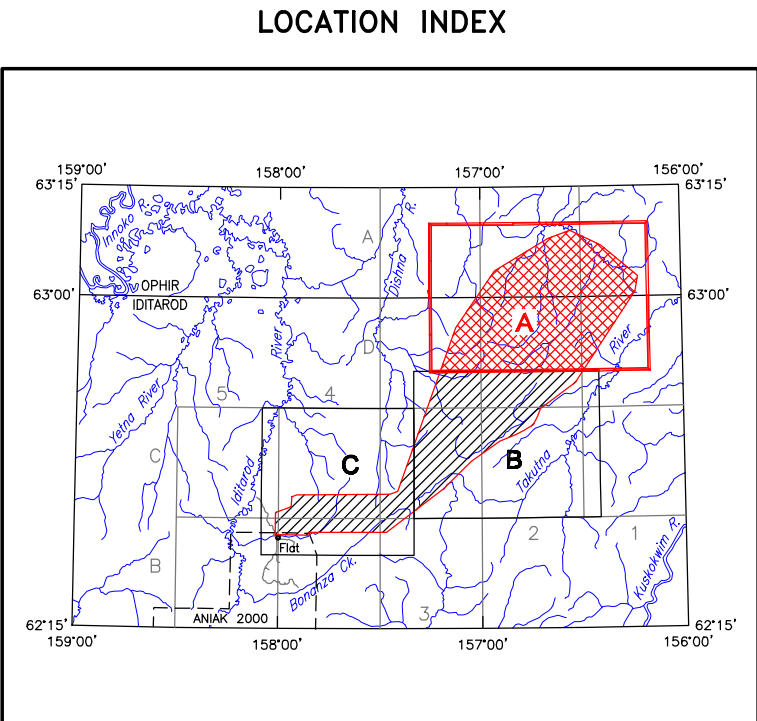 LOCATION INDEX
159°00'
158°00'
157°00'
156°00'
63°15'
63°15'
Innoko R.
A
R.
Dishna
OPHIR
63°00'
63°00'
IDITAROD
A
River
River
D
5
4
Yetna River
C
C
B
Iditarod
Takutna
2
1
Flat
B
Bonanza Ck.
Kuskokwim R.
3
ANIAK 2000
62°15'
62°15'
159°00'
158°00'
157°00'
156°00'